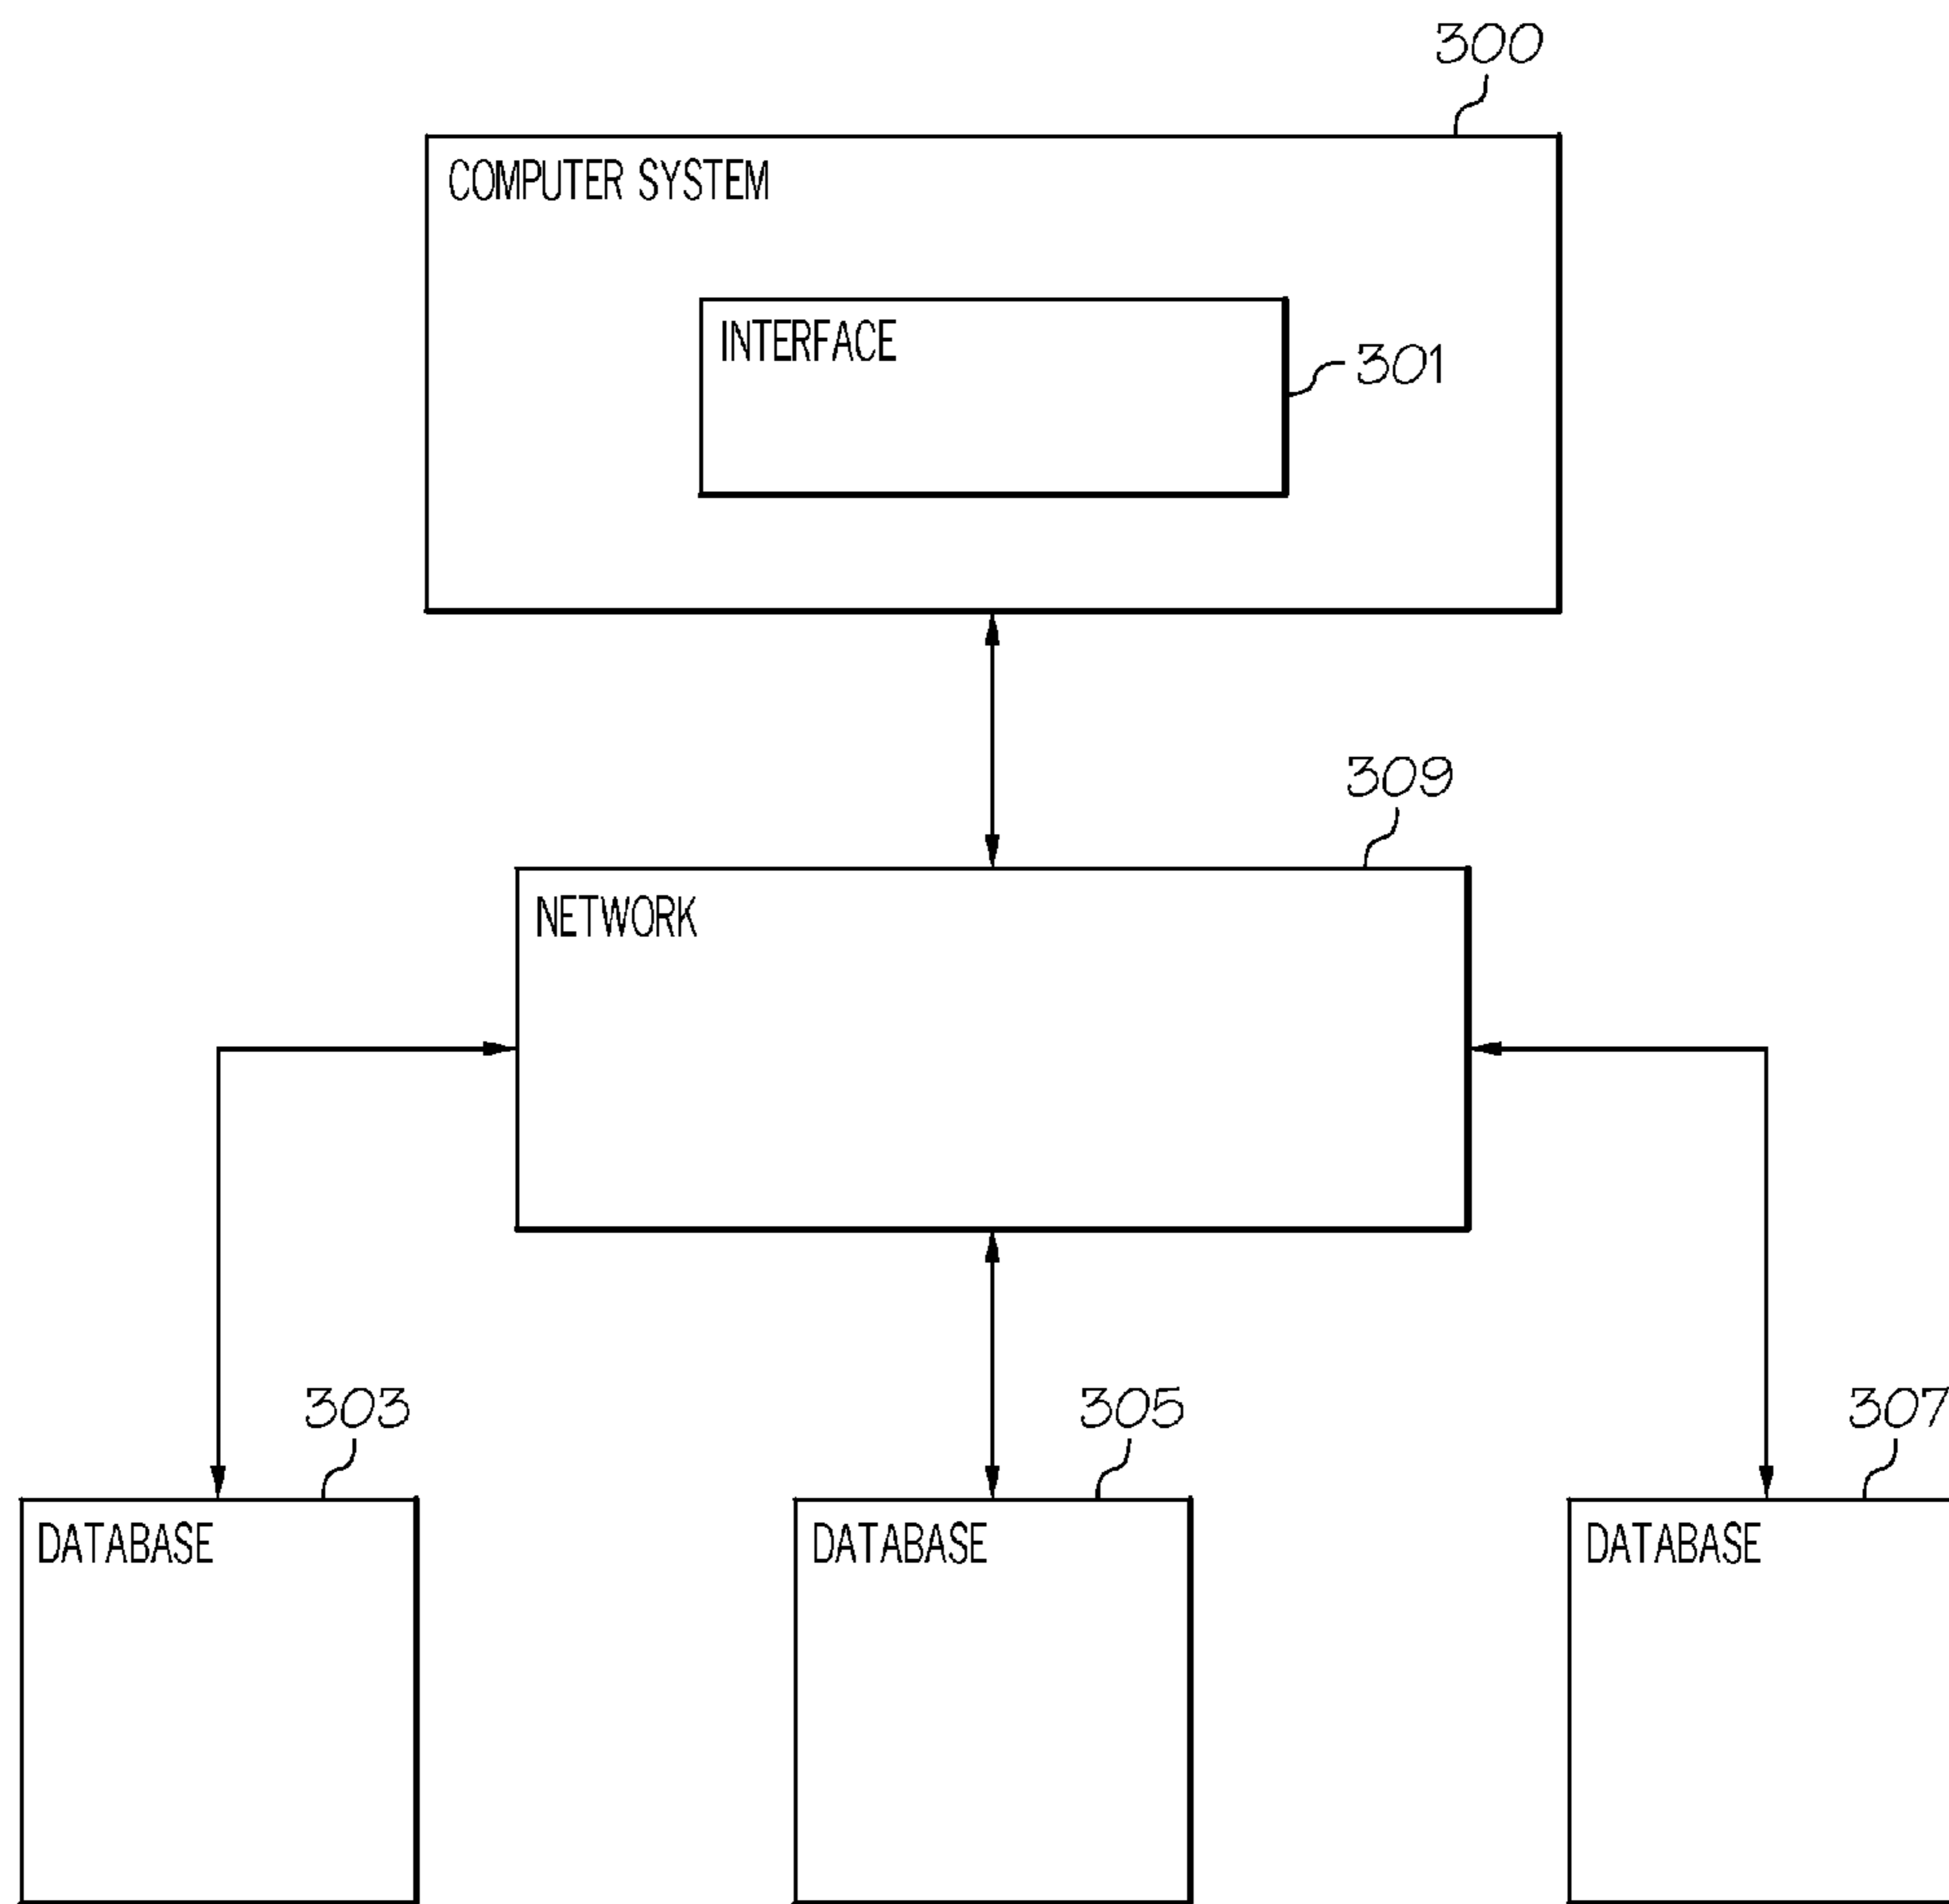 300
COMPUTER SYSTEM
INTERFACE
301
309
NETWORK
303
305
307
DATABASE
DATABASE
DATABASE